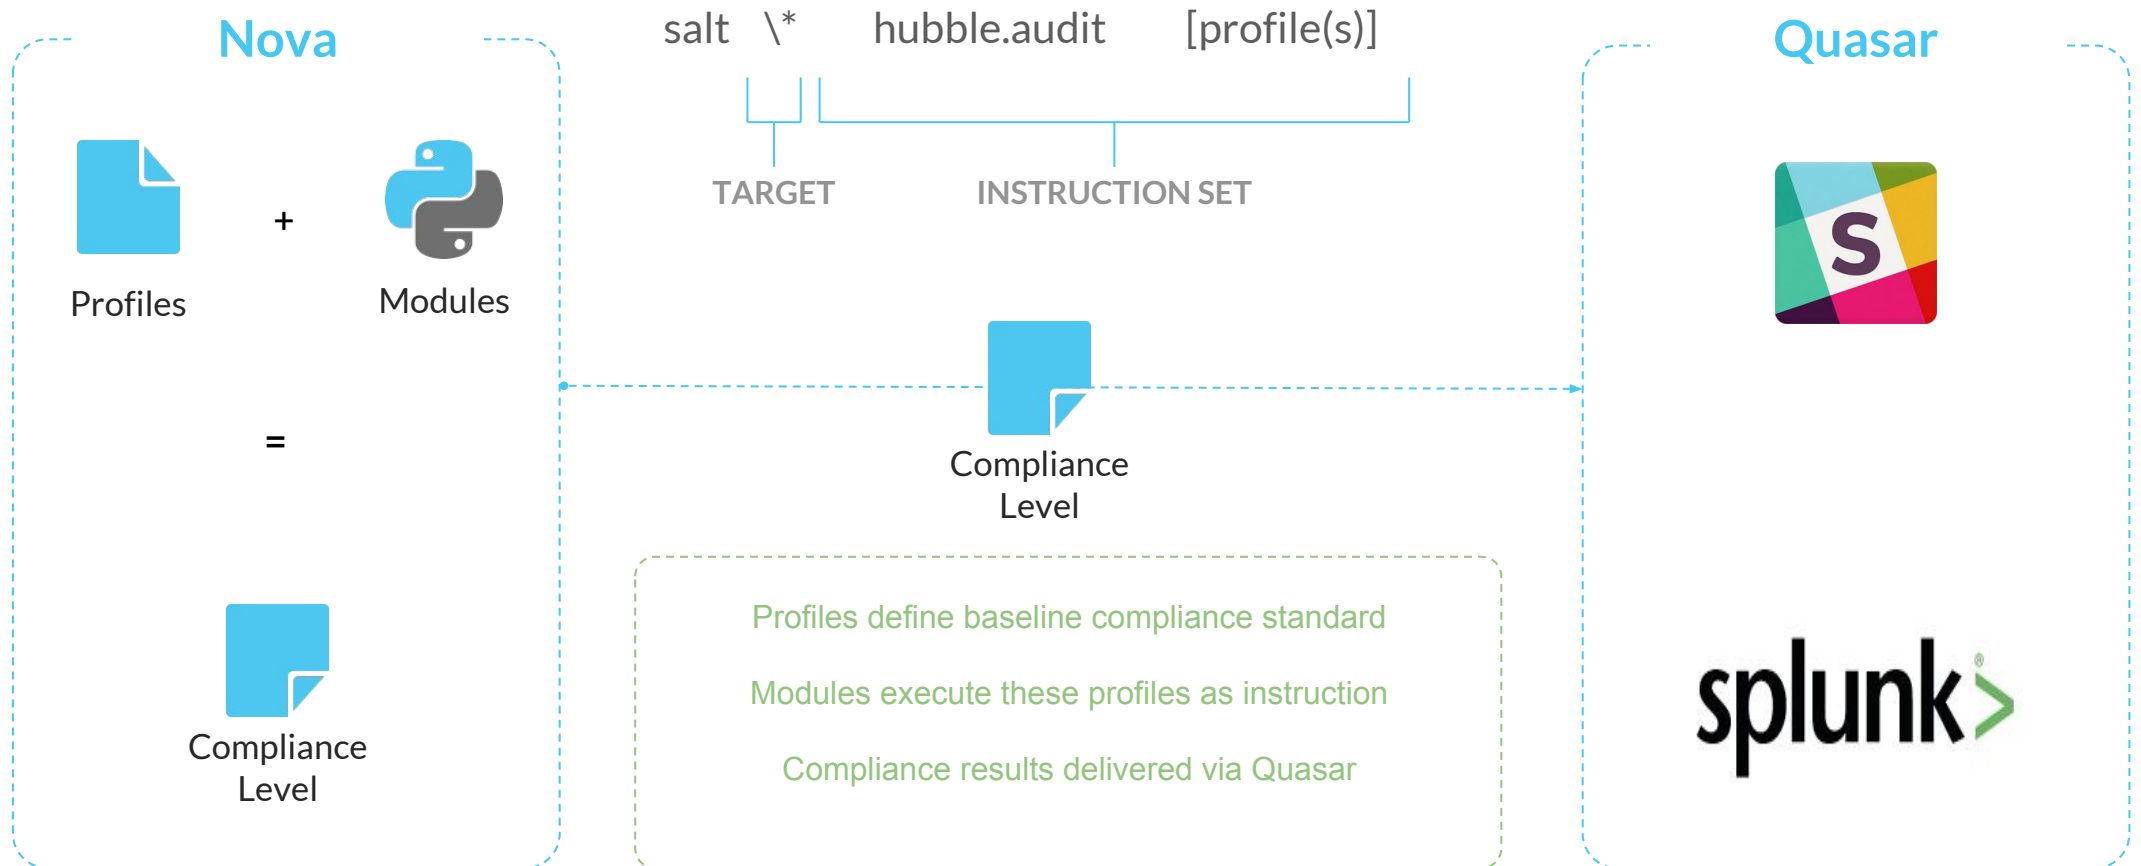 Nova
salt \* hubble.audit [profile(s)]
Quasar
TARGET
INSTRUCTION SET
+
Profiles
Modules
S
=
Compliance
Level
Compliance
Level
Profiles define baseline compliance standard
Modules execute these profiles as instruction
Compliance results delivered via Quasar
splunk>®